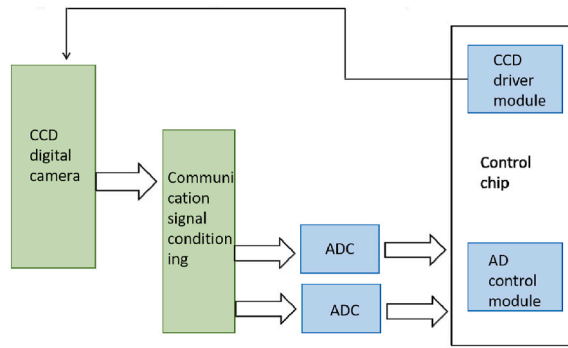 CCD
digital
camera
Communi
cation
signal
condition
ing
ADC
ADC
CCD
driver
module
Control
chip
AD
control
module